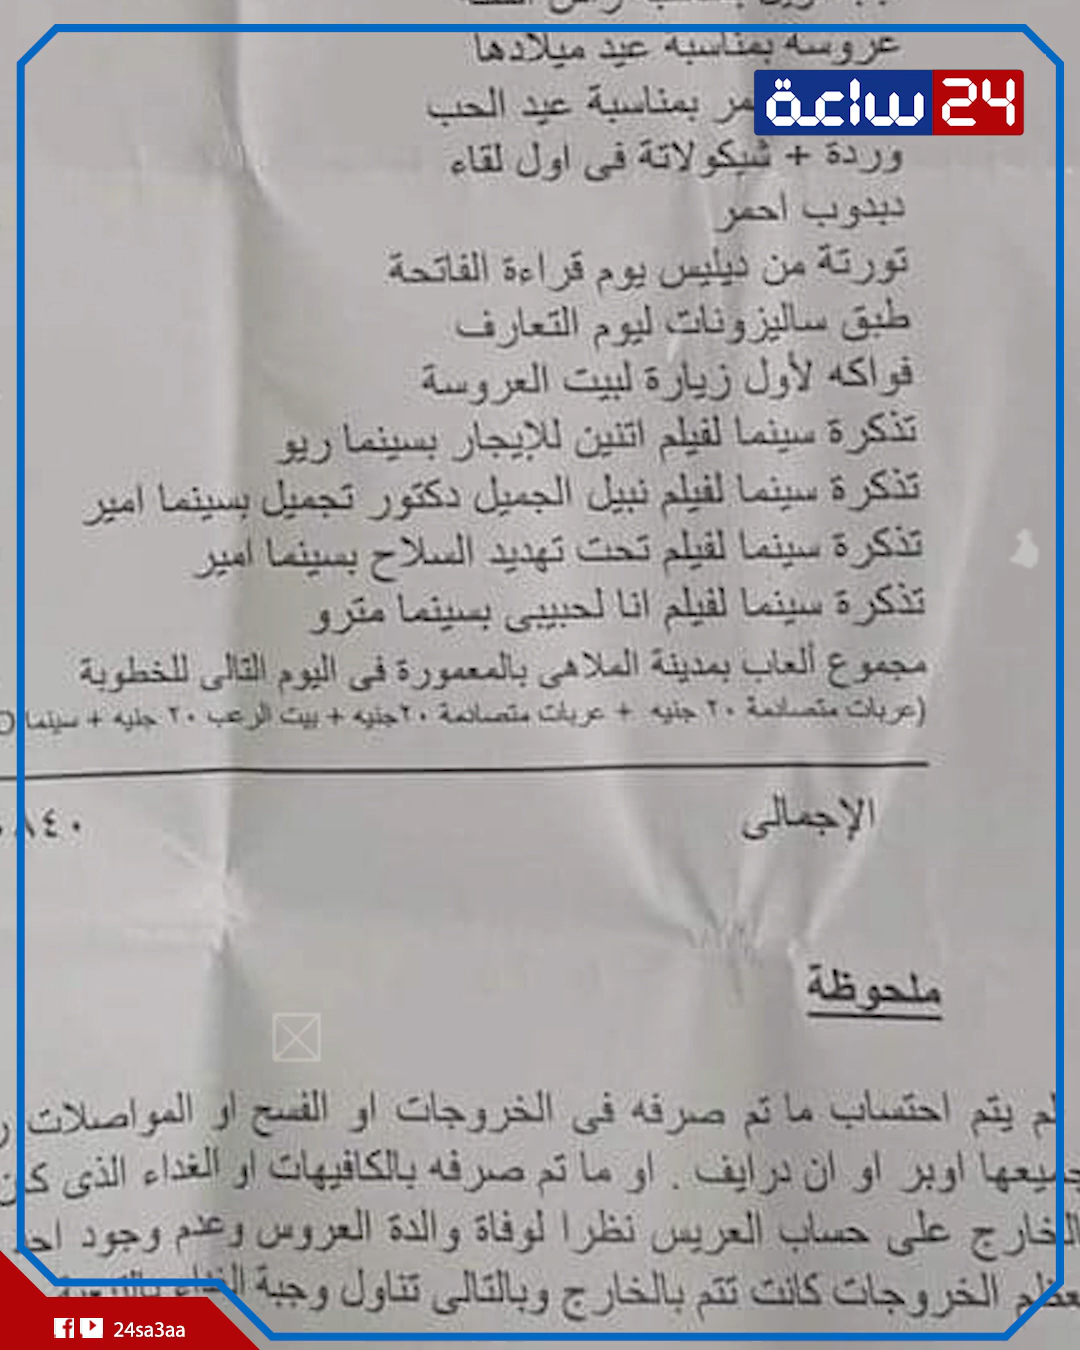 عروسه بمناسبة عيد ميلادها
24 ساعة
بمناسبة عيد الحب
وردة + شيكولاتة فى اول لقاء
دبدوب احمر
تورتة من ديليس يوم قراءة الفاتحة
طبق ساليزونات ليوم التعارف
فواكه لأول زيارة لبيت العروسة
تذكرة سينما لفيلم اتنين للايجار بسينما ريو
تذكرة سينما لفيلم نبيل الجميل دكتور تجميل بسينما امير
تذكرة سينما لفيلم تحت تهديد السلاح بسينما امير
تذكرة سينما لفيلم انا لحبيبى بسينما مترو
مجموع ألعاب بمدينة الملاهى بالمعمورة فى اليوم التالى للخطوبة
(عربات متصادمة ٢٠ جنيه + عربات متصادمة ٢٠جنيه + بيت الرعب ٢٠ جنيه + سينما
الإجمالى ٨٤٠
ملحوظة
لم يتم احتساب ما تم صرفه فى الخروجات او الفسح او المواصلات
جميعها اوبر او ان درايف . او ما تم صرفه بالكافيهات او الغداء الذى كان
الخارج على حساب العريس نظرا لوفاة والدة العروس وعدم وجود
معظم الخروجات كانت تتم بالخارج وبالتالى تناول وجبة
24sa3aa